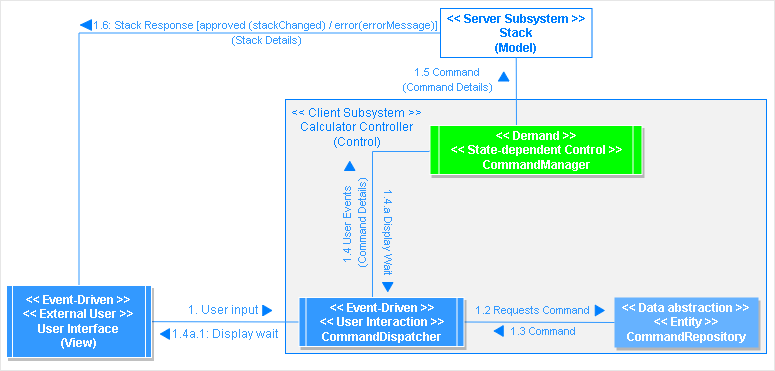 1.6: Stack Response [approved (stackChanged) / error(errorMessage)]
(Stack Details)
<< Server Subsystem >>
Stack
(Model)
1.5 Command
(Command Details)
<< Client Subsystem >>
Calculator Controller
(Control)
<< Demand >>
<< State-dependent Control >>
CommandManager
1.4 User Events
(Command Details)
1.4.a Display Wait
<< Event-Driven >>
<< External User >>
User Interface
(View)
1. User input
1.4a.1: Display wait
<< Event-Driven >>
<< User Interaction >>
CommandDispatcher
1.2 Requests Command
1.3 Command
<< Data abstraction >>
<< Entity >>
CommandRepository